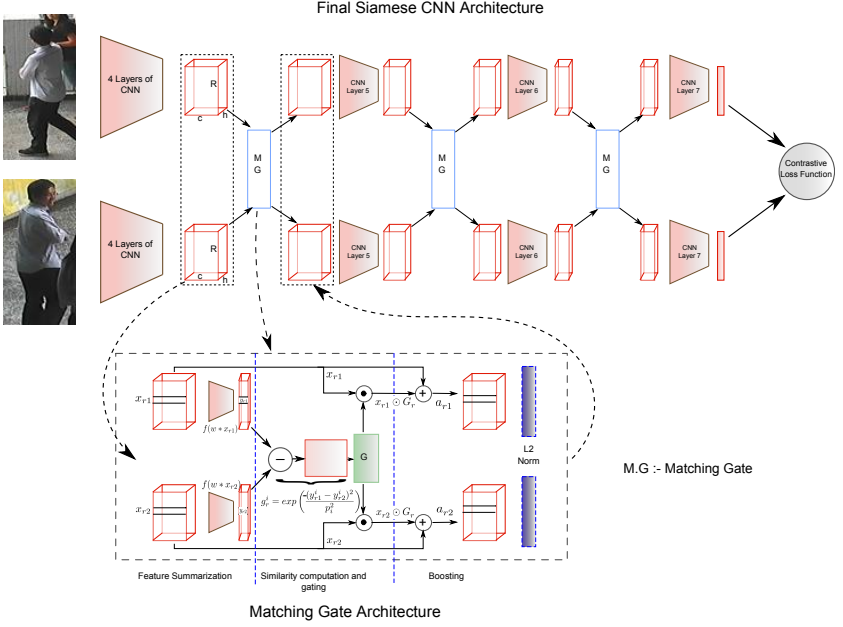 Final Siamese CNN Architecture
4 Layers of
CNN
R
c
h
M
G
CNN
Layer 5
M
G
CNN
Layer 6
M
G
CNN
Layer 7
Contrastive
Loss Function
4 Layers of
CNN
R
c
h
CNN
Layer 5
CNN
Layer 6
CNN
Layer 7
x_{r1}
f(w * x_{r1})
x_{r1}
x_{r1} ⊙ G_r
+
a_{r1}
−
G
L2
Norm
M.G :- Matching Gate
x_{r2}
f(w * x_{r2})
g_r^i = exp(-(y_{r1}^i − y_{r2}^i)^2 / p_i^2)
x_{r2} ⊙ G_r
+
a_{r2}
x_{r2}
Feature Summarization
Similarity computation and
gating
Boosting
Matching Gate Architecture